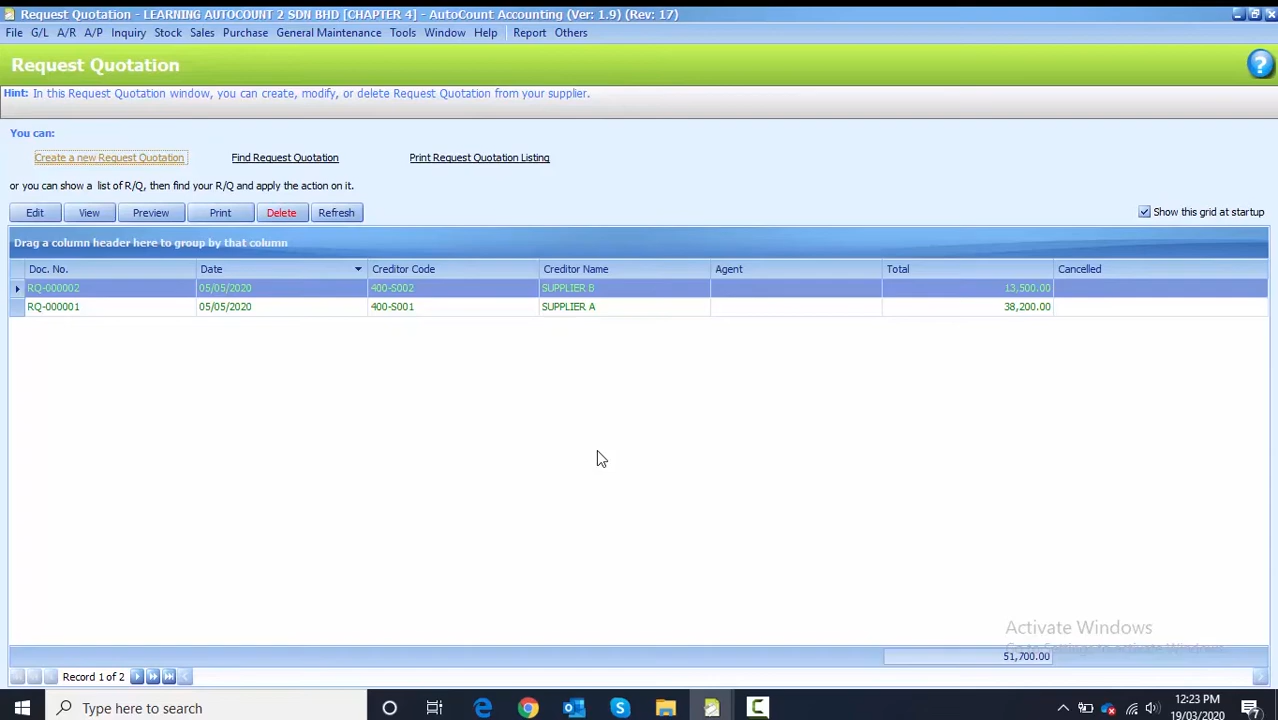 Request Quotation - LEARNING AUTOCOUNT 2 SDN BHD [CHAPTER 4] - AutoCount Accounting (Ver: 1.9) (Rev: 17)
File G/L A/R A/P Inquiry Stock Sales Purchase General Maintenance Tools Window Help Report Others
Request Quotation
?
Hint: In this Request Quotation window, you can create, modify, or delete Request Quotation from your supplier.
You can:
Create a new Request Quotation Find Request Quotation Print Request Quotation Listing
or you can show a list of R/Q, then find your R/Q and apply the action on it.
Edit View Preview Print Delete Refresh Show this grid at startup
Drag a column header here to group by that column
Doc. No. Date Creditor Code Creditor Name Agent Total Cancelled
RQ-000002 05/05/2020 400-S002 SUPPLIER B 13,500.00
RQ-000001 05/05/2020 400-S001 SUPPLIER A 38,200.00
Activate Windows
Go to Settings to activate Windows.
51,700.00
Record 1 of 2
Type here to search
12:23 PM
19/03/2020
7